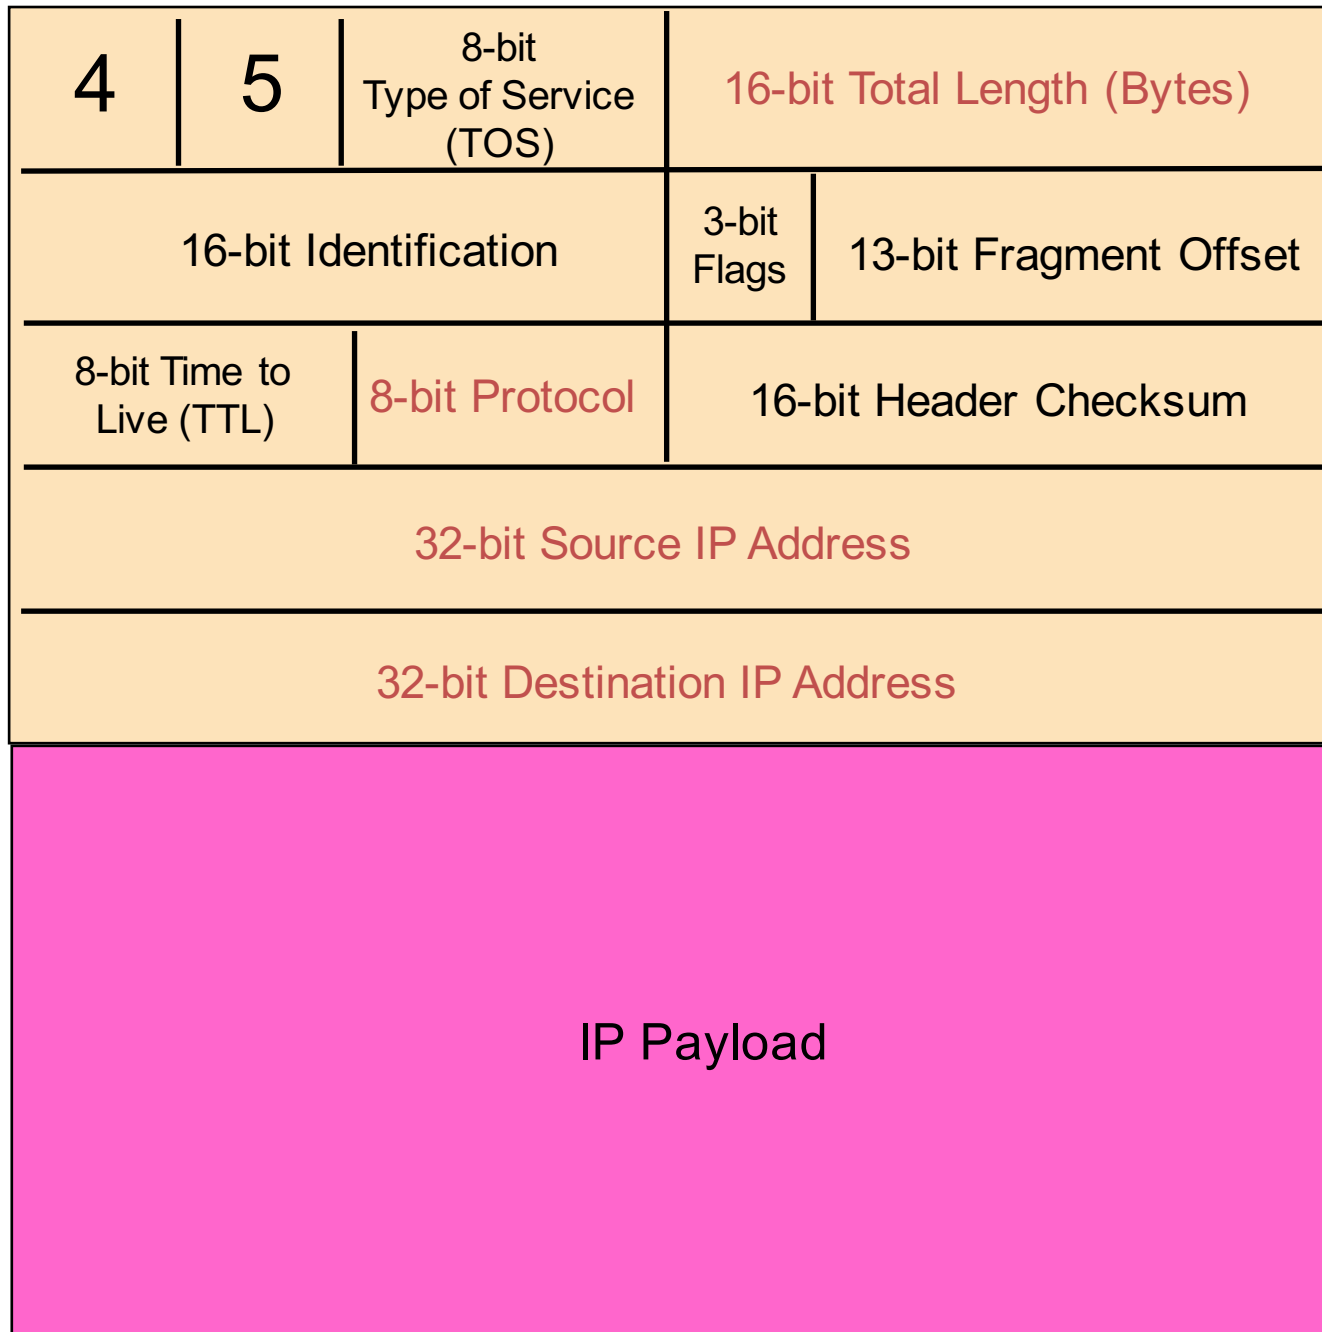 4
5
8-bit
Type of Service
(TOS)
16-bit Total Length (Bytes)
16-bit Identification
3-bit
Flags
13-bit Fragment Offset
8-bit Time to
Live (TTL)
8-bit Protocol
16-bit Header Checksum
32-bit Source IP Address
32-bit Destination IP Address
IP Payload